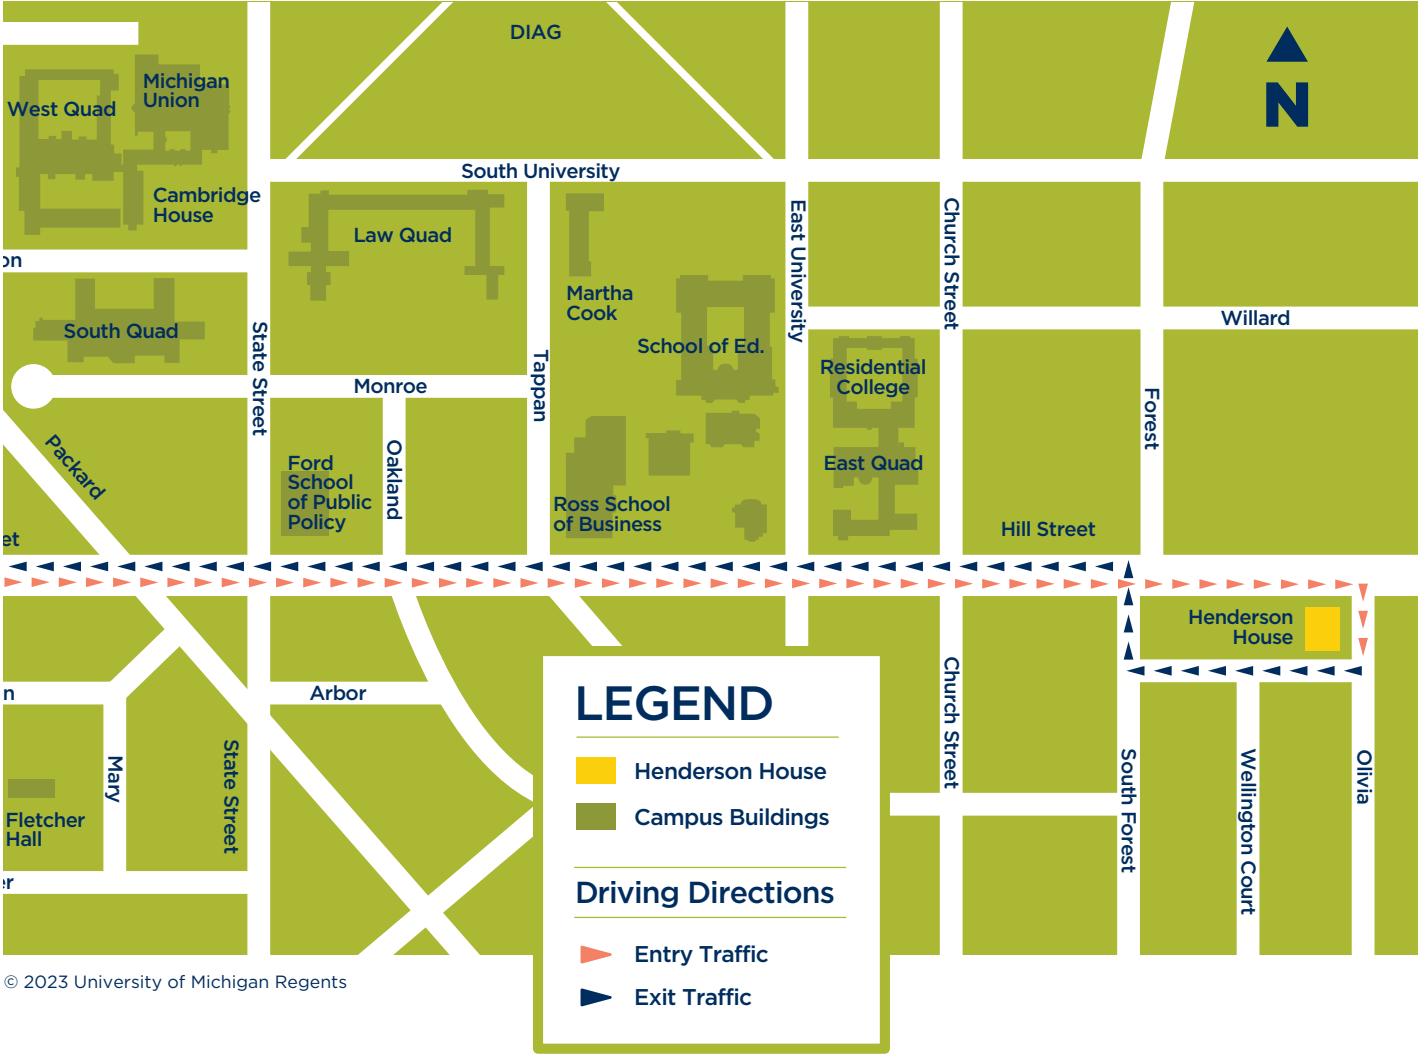 DIAG
N
West Quad
Michigan
Union
Cambridge
House
South University
Law Quad
on
South Quad
State Street
Monroe
Tappan
Martha
Cook
School of Ed.
East University
Church Street
Willard
Residential
College
Forest
Packard
Ford
School
of Public
Policy
Oakland
Ross School
of Business
East Quad
Hill Street
et
Henderson
House
n
Arbor
Mary
State Street
Fletcher
Hall
er
Church Street
South Forest
Wellington Court
Olivia
LEGEND
Henderson House
Campus Buildings
Driving Directions
Entry Traffic
Exit Traffic
© 2023 University of Michigan Regents